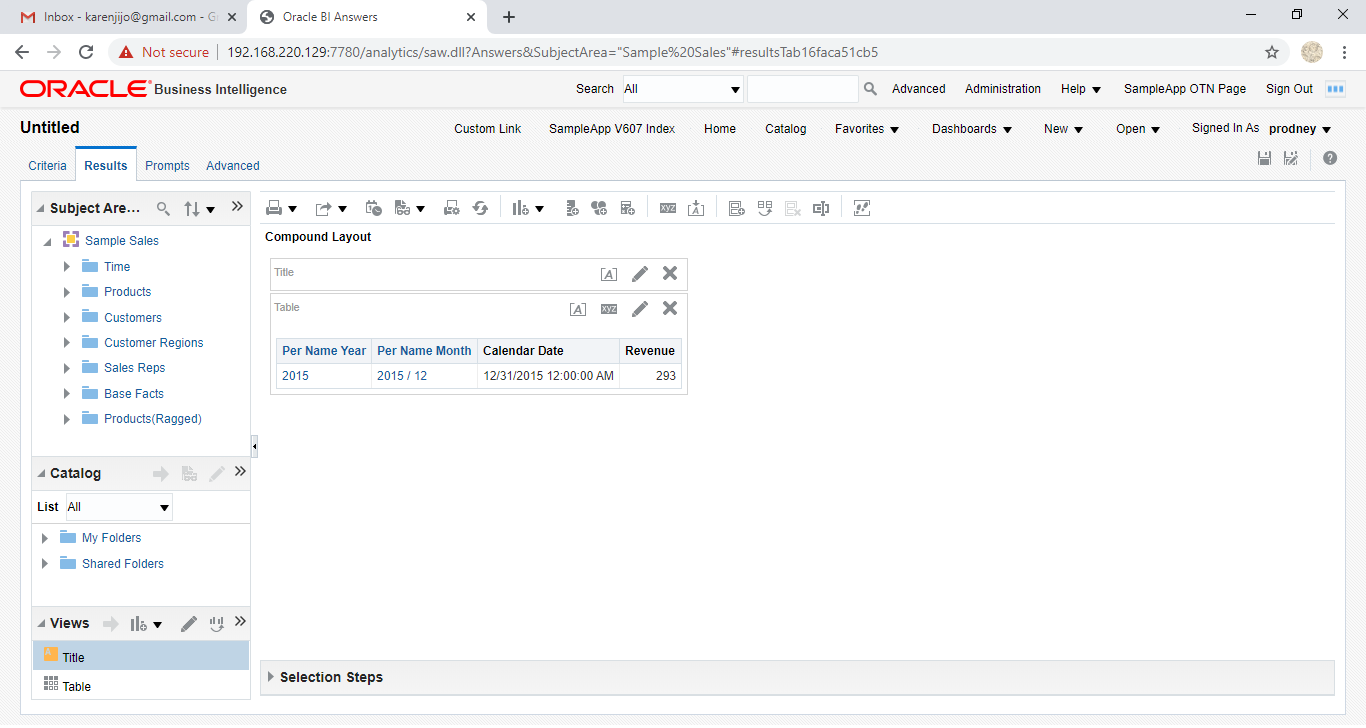 Inbox - karenjijo@gmail.com - G
Oracle BI Answers
Not secure 192.168.220.129:7780/analytics/saw.dll?Answers&SubjectArea="Sample%20Sales"#resultsTab16faca51cb5
ORACLE Business Intelligence
Search All Advanced Administration Help SampleApp OTN Page Sign Out
Untitled
Custom Link SampleApp V607 Index Home Catalog Favorites Dashboards New Open Signed In As prodney
Criteria Results Prompts Advanced
Subject Are...
Sample Sales
Time
Products
Customers
Customer Regions
Sales Reps
Base Facts
Products(Ragged)
Catalog
List All
My Folders
Shared Folders
Views
Title
Table
xyz A
Compound Layout
Title A
Table A xyz
Per Name Year Per Name Month Calendar Date Revenue
2015 2015 / 12 12/31/2015 12:00:00 AM 293
Selection Steps